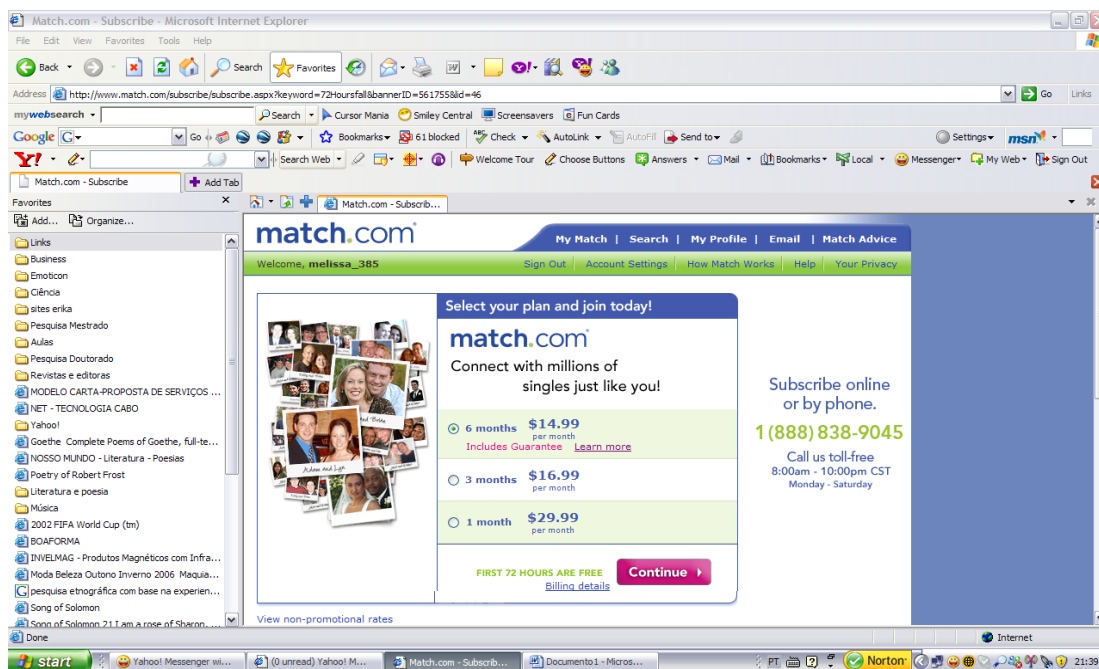 Match.com - Subscribe - Microsoft Internet Explorer
File Edit View Favorites Tools Help
Back Search Favorites
Address http://www.match.com/subscribe/subscribe.aspx?keyword=72Hoursfall&bannerID=561755&lid=46 Go Links
mywebsearch Search Cursor Mania Smiley Central Screensavers Fun Cards
Google G Go Bookmarks 61 blocked Check AutoLink AutoFill Send to Settings msn
Y! Search Web Welcome Tour Choose Buttons Answers Mail Bookmarks Local Messenger My Web Sign Out
Match.com - Subscribe Add Tab
Favorites
Match.com - Subscrib...
Add... Organize...
Links
Business
Emoticon
Ciência
sites erika
Pesquisa Mestrado
Aulas
Pesquisa Doutorado
Revistas e editoras
MODELO CARTA-PROPOSTA DE SERVIÇOS ...
NET - TECNOLOGIA CABO
Yahoo!
Goethe Complete Poems of Goethe, full-te...
NOSSO MUNDO - Literatura - Poesias
Poetry of Robert Frost
Literatura e poesia
Música
2002 FIFA World Cup (tm)
BOAFORMA
INVELMAG - Produtos Magnéticos com Infra...
Moda Beleza Outono Inverno 2006 Maquia...
pesquisa etnográfica com base na experien...
Song of Solomon
Song of Solomon 2:1 I am a rose of Sharon, ...
match.com
My Match | Search | My Profile | Email | Match Advice
Welcome, melissa_385
Sign Out Account Settings How Match Works Help Your Privacy
Adam and Lyn
Select your plan and join today!
match.com
Connect with millions of
singles just like you!
6 months $14.99
per month
Includes Guarantee Learn more
3 months $16.99
per month
1 month $29.99
per month
FIRST 72 HOURS ARE FREE Continue
Billing details
View non-promotional rates
Subscribe online
or by phone.
1(888)838-9045
Call us toll-free
8:00am - 10:00pm CST
Monday - Saturday
Done Internet
start Yahoo! Messenger wi... (0 unread) Yahoo! M... Match.com - Subscrib... Documento1 - Micros... PT Norton 21:39